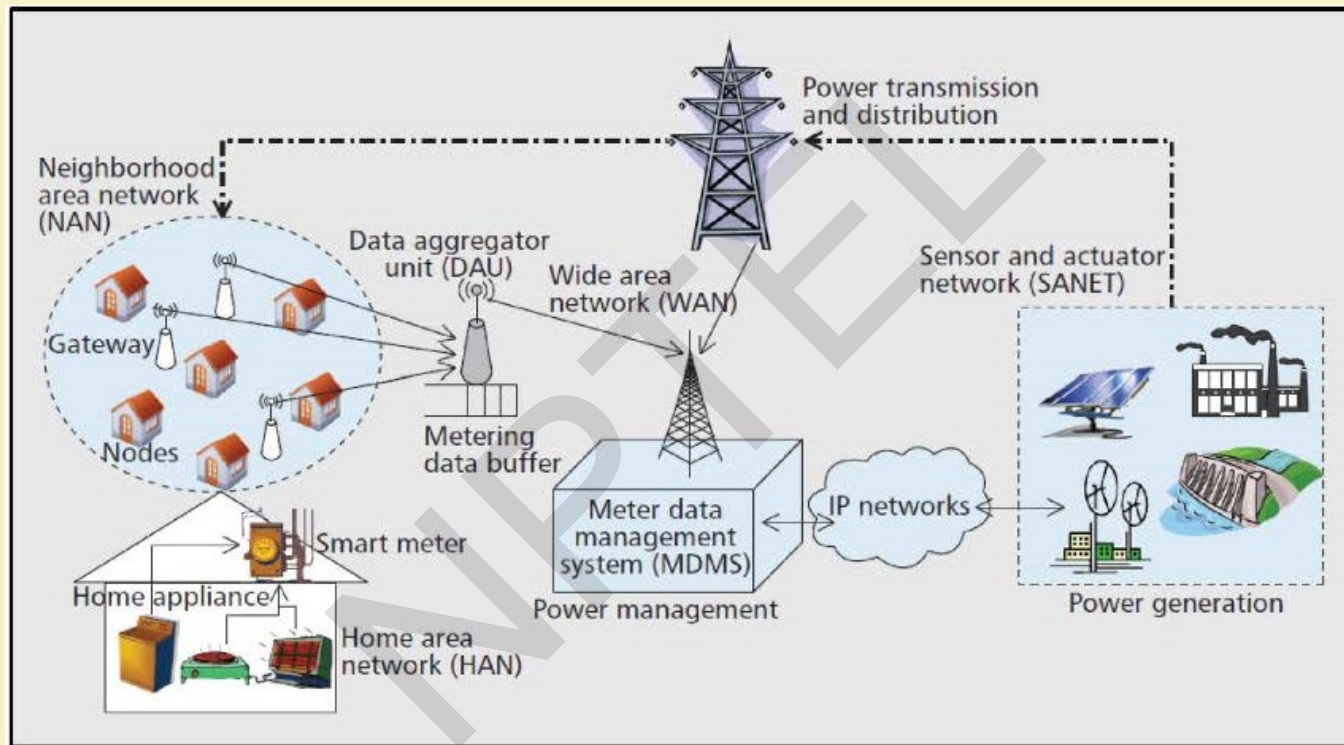 Power transmission
and distribution
Neighborhood
area network
(NAN)
Data aggregator
unit (DAU)
Wide area
network (WAN)
Sensor and actuator
network (SANET)
Gateway
Nodes
Metering
data buffer
Meter data
management
system (MDMS)
IP networks
Smart meter
Home appliance
Power management
Power generation
Home area
network (HAN)
NPTEL